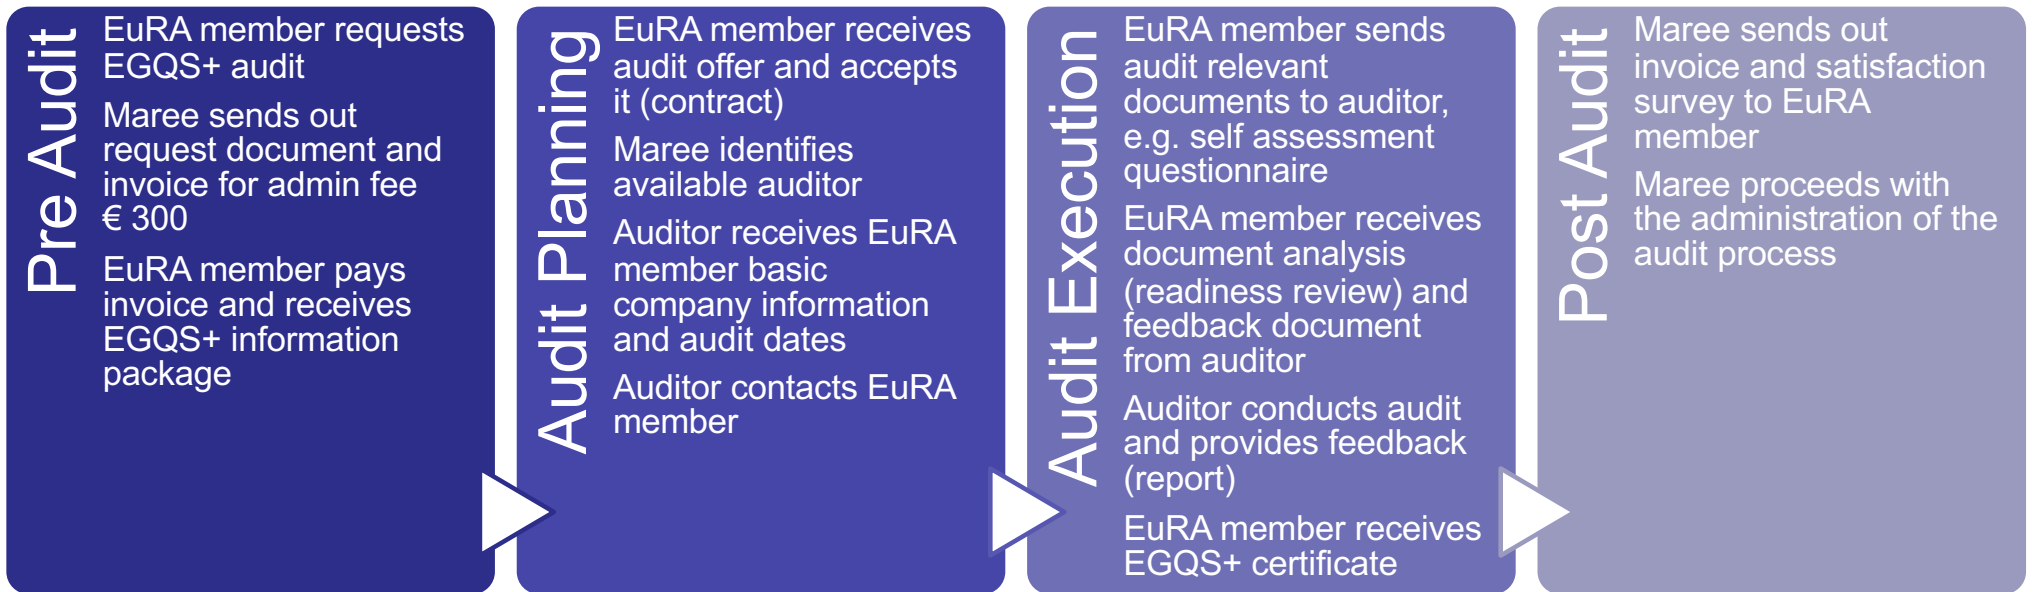 Pre Audit
EuRA member requests
EGQS+ audit
Maree sends out
request document and
invoice for admin fee
€ 300
EuRA member pays
invoice and receives
EGQS+ information
package
Audit Planning
EuRA member receives
audit offer and accepts
it (contract)
Maree identifies
available auditor
Auditor receives EuRA
member basic
company information
and audit dates
Auditor contacts EuRA
member
Audit Execution
EuRA member sends
audit relevant
documents to auditor,
e.g. self assessment
questionnaire
EuRA member receives
document analysis
(readiness review) and
feedback document
from auditor
Auditor conducts audit
and provides feedback
(report)
EuRA member receives
EGQS+ certificate
Post Audit
Maree sends out
invoice and satisfaction
survey to EuRA
member
Maree proceeds with
the administration of the
audit process